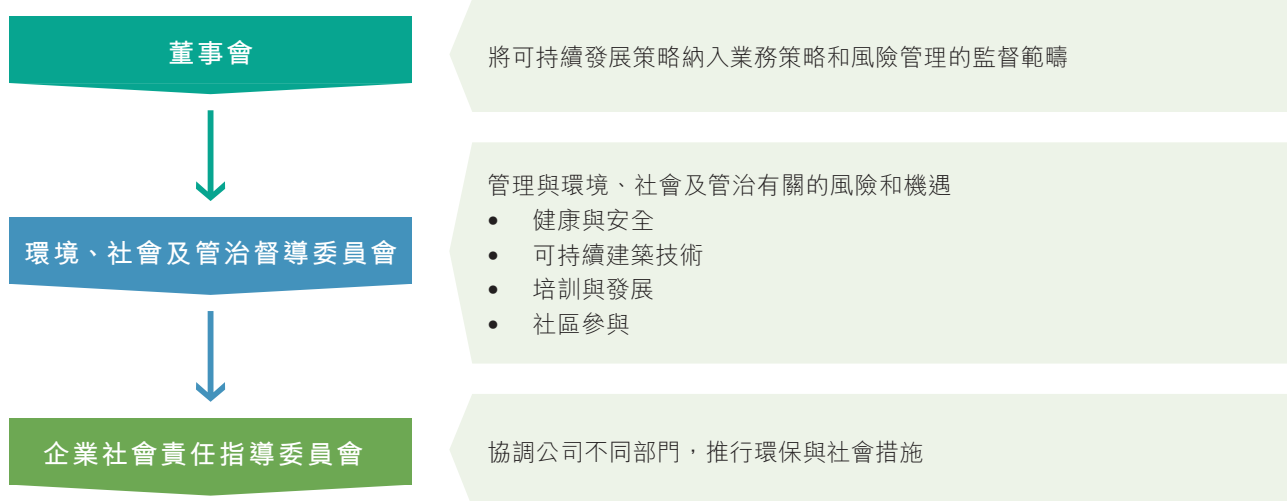 董事會
將可持續發展策略納入業務策略和風險管理的監督範疇
環境、社會及管治督導委員會
管理與環境、社會及管治有關的風險和機遇
• 健康與安全
• 可持續建築技術
• 培訓與發展
• 社區參與
企業社會責任指導委員會
協調公司不同部門，推行環保與社會措施